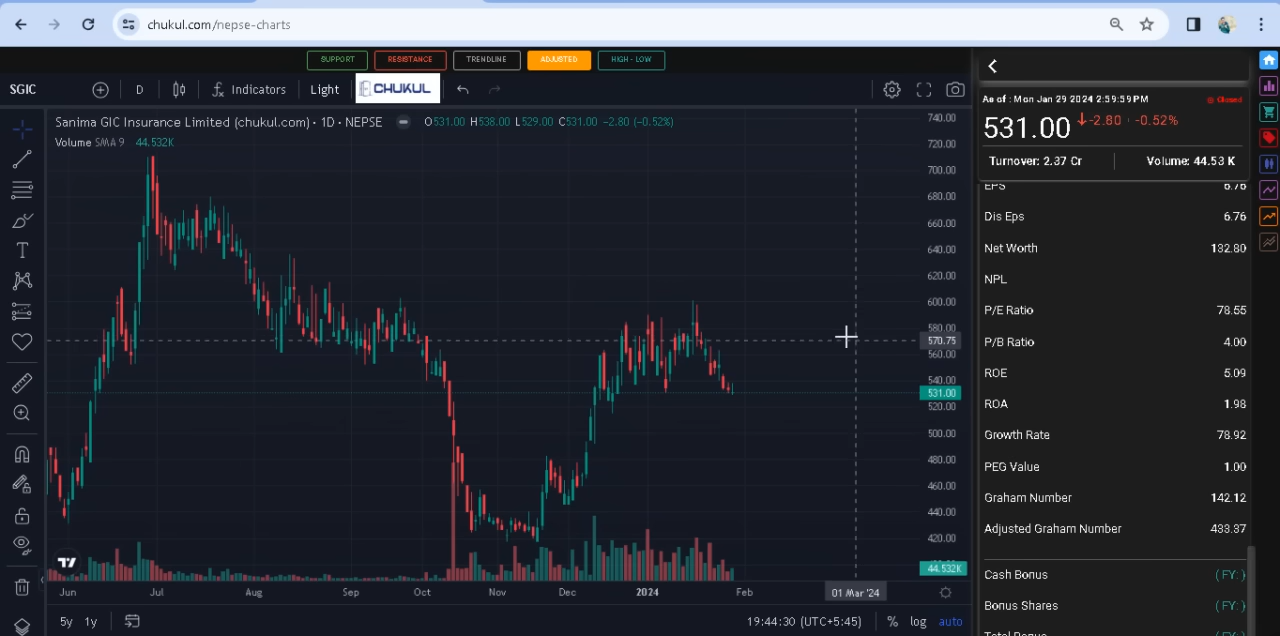 chukul.com/nepse-charts
SUPPORT RESISTANCE TRENDLINE ADJUSTED HIGH - LOW
SGIC D Indicators Light CHUKUL
Sanima GIC Insurance Limited (chukul.com) · 1D · NEPSE O531.00 H538.00 L529.00 C531.00 −2.80 (−0.52%)
Volume SMA 9 44.532K
740.00
720.00
700.00
680.00
660.00
640.00
620.00
600.00
580.00
570.75
560.00
540.00
531.00
520.00
500.00
480.00
460.00
440.00
420.00
44.532K
Jun Jul Aug Sep Oct Nov Dec 2024 Feb 01 Mar '24
5y 1y 19:44:30 (UTC+5:45) % log auto
As of : Mon Jan 29 2024 2:59:59 PM Closed
531.00 -2.80 -0.52%
Turnover: 2.37 Cr Volume: 44.53 K
EPS 6.76
Dis Eps 6.76
Net Worth 132.80
NPL
P/E Ratio 78.55
P/B Ratio 4.00
ROE 5.09
ROA 1.98
Growth Rate 78.92
PEG Value 1.00
Graham Number 142.12
Adjusted Graham Number 433.37
Cash Bonus ( FY: )
Bonus Shares ( FY: )
Total Bonus ( FY: )